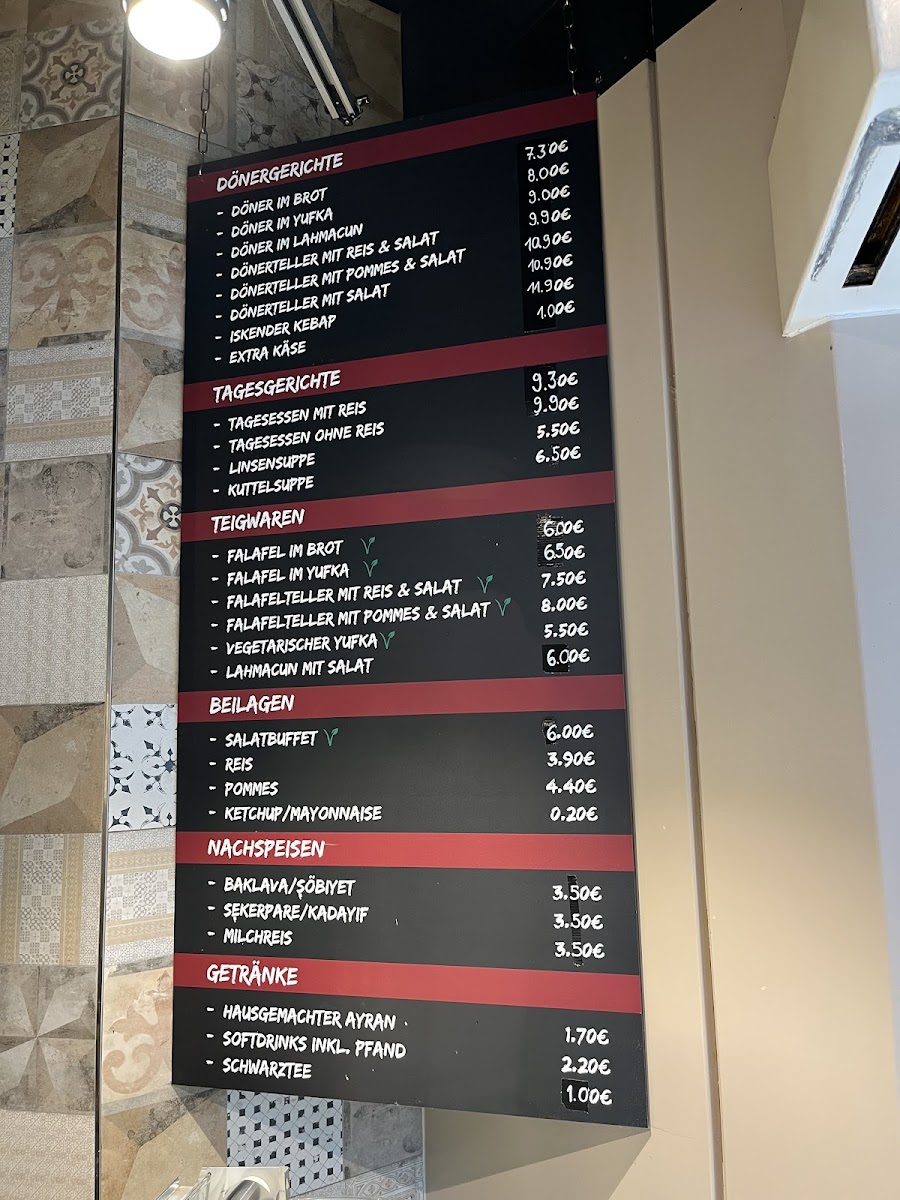 DÖNERGERICHTE
- DÖNER IM BROT 7.30€
- DÖNER IM YUFKA 8.00€
- DÖNER IM LAHMACUN 9.00€
- DÖNERTELLER MIT REIS & SALAT 9.90€
- DÖNERTELLER MIT POMMES & SALAT 10.90€
- DÖNERTELLER MIT SALAT 10.90€
- ISKENDER KEBAP 11.90€
- EXTRA KÄSE 1.00€
TAGESGERICHTE
- TAGESESSEN MIT REIS 9.30€
- TAGESESSEN OHNE REIS 9.90€
- LINSENSUPPE 5.50€
- KUTTELSUPPE 6.50€
TEIGWAREN
- FALAFEL IM BROT 6.00€
- FALAFEL IM YUFKA 6.50€
- FALAFELTELLER MIT REIS & SALAT 7.50€
- FALAFELTELLER MIT POMMES & SALAT 8.00€
- VEGETARISCHER YUFKA 5.50€
- LAHMACUN MIT SALAT 6.00€
BEILAGEN
- SALATBUFFET 6.00€
- REIS 3.90€
- POMMES 4.40€
- KETCHUP/MAYONNAISE 0.20€
NACHSPEISEN
- BAKLAVA/ŞÖBIYET 3.50€
- ŞEKERPARE/KADAYIF 3.50€
- MILCHREIS 3.50€
GETRÄNKE
- HAUSGEMACHTER AYRAN 1.70€
- SOFTDRINKS INKL. PFAND 2.20€
- SCHWARZTEE 1.00€